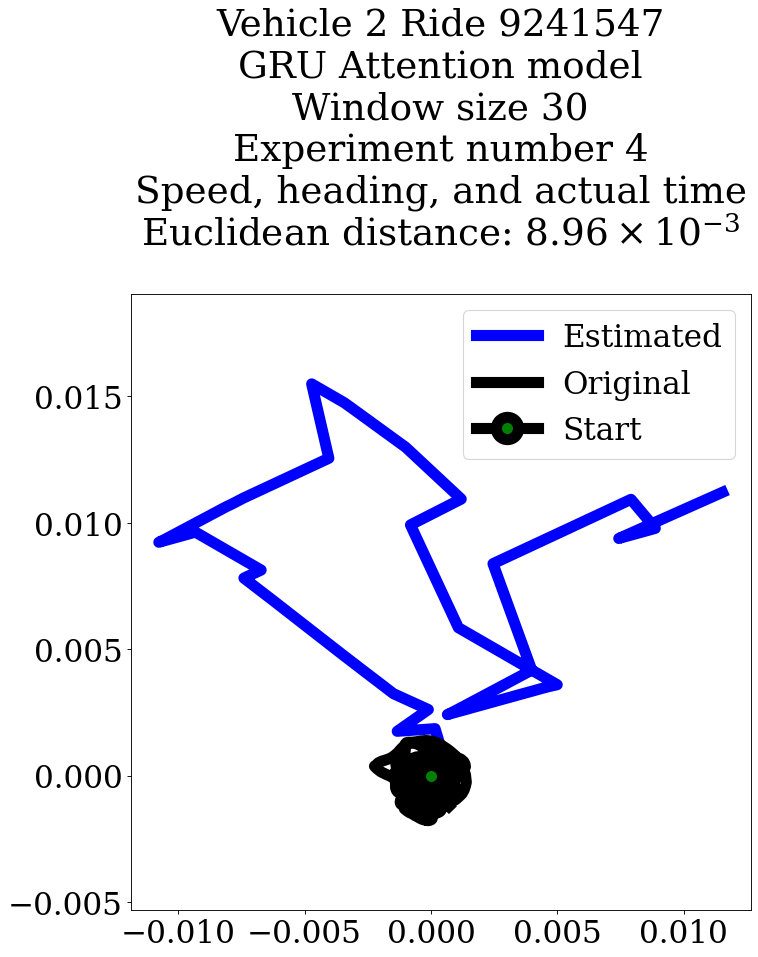 Vehicle 2 Ride 9241547
GRU Attention model
Window size 30
Experiment number 4
Speed, heading, and actual time
Euclidean distance: 8.96 × 10⁻³
Estimated
Original
Start
0.015
0.010
0.005
0.000
−0.005
−0.010 −0.005 0.000 0.005 0.010